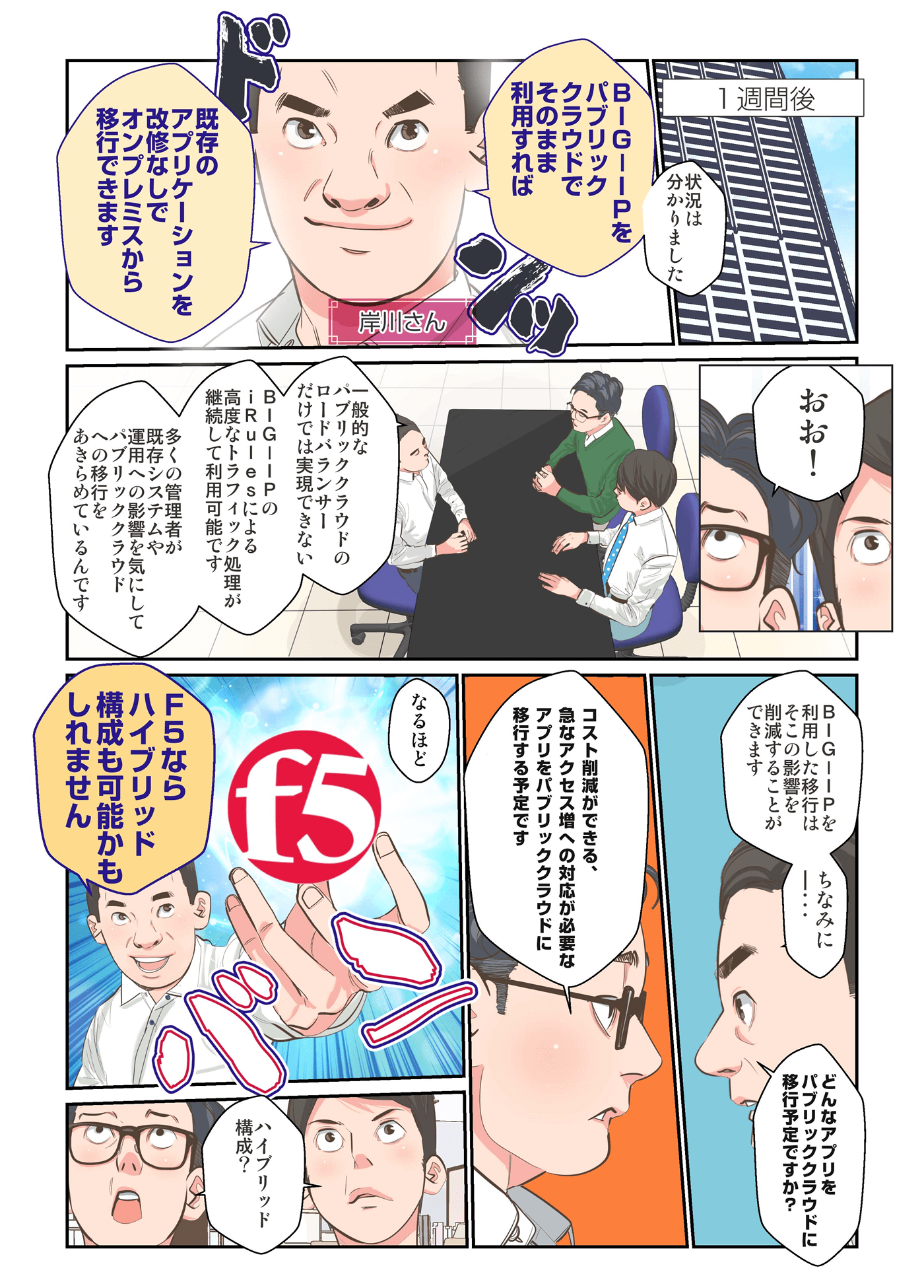 1週間後
状況は
分かりました
BIG－IPを
パブリック
クラウドで
そのまま
利用すれば
既存の
アプリケーションを
改修なしで
オンプレミスから
移行できます
ドンッ
岸川さん
おお！
一般的な
パブリッククラウドの
ロードバランサー
だけでは実現できない
BIG－IPの
iRulesによる
高度なトラフィック処理が
継続して利用可能です
多くの管理者が
既存システムや
運用への影響を気にして
パブリッククラウド
への移行を
あきらめているんです
BIG－IPを
利用した移行は
そこの影響を
削減することが
できます
ちなみに
－…
どんなアプリを
パブリッククラウドに
移行予定ですか？
コスト削減ができる、
急なアクセス増への対応が必要な
アプリをパブリッククラウドに
移行する予定です
なるほど
f5
F5なら
ハイブリッド
構成も可能かも
しれません
バーン
ハイブリッド
構成？